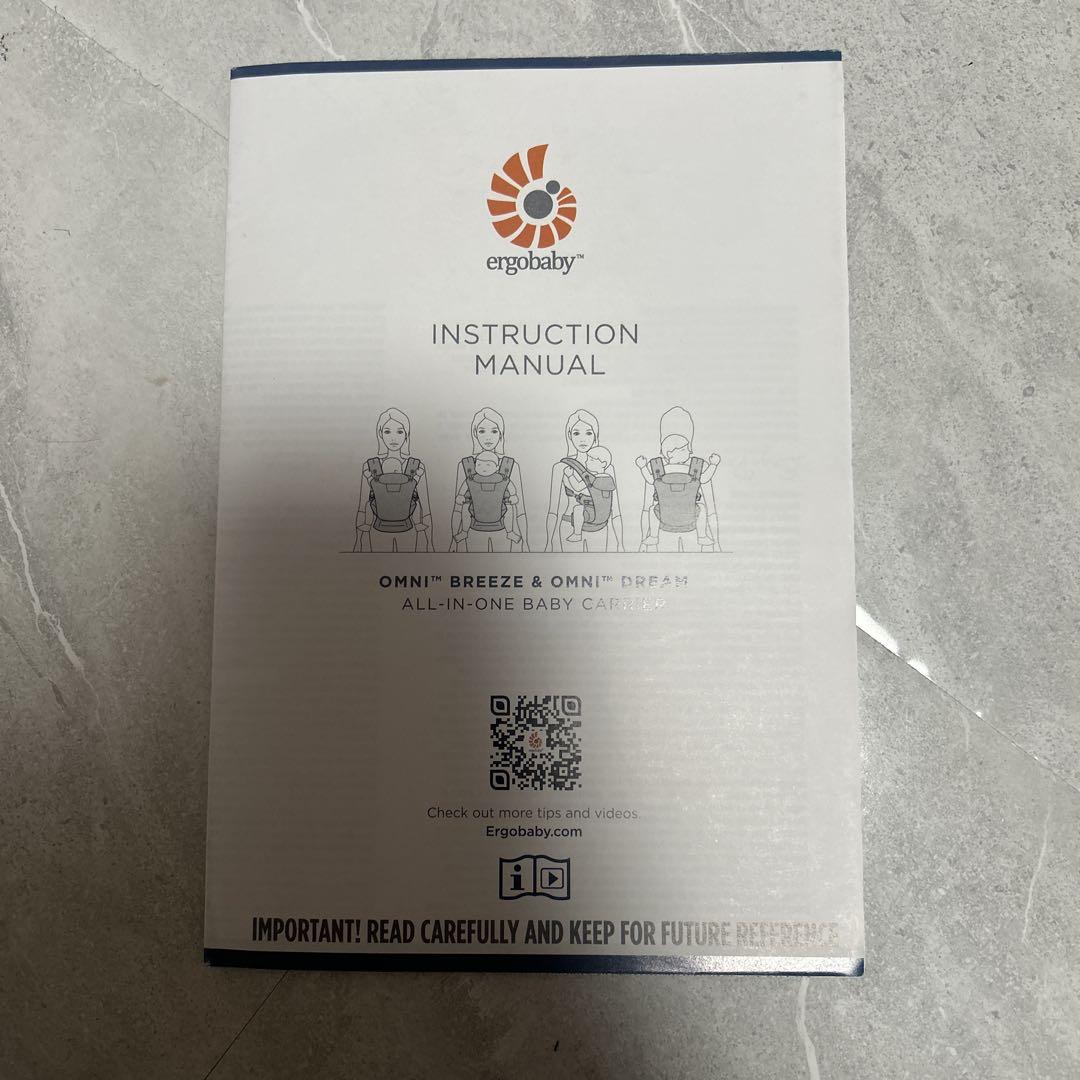 ergobaby™
INSTRUCTION
MANUAL
OMNI™ BREEZE & OMNI™ DREAM
ALL-IN-ONE BABY CARRIER
Check out more tips and videos.
Ergobaby.com
i
IMPORTANT! READ CAREFULLY AND KEEP FOR FUTURE REFERENCE